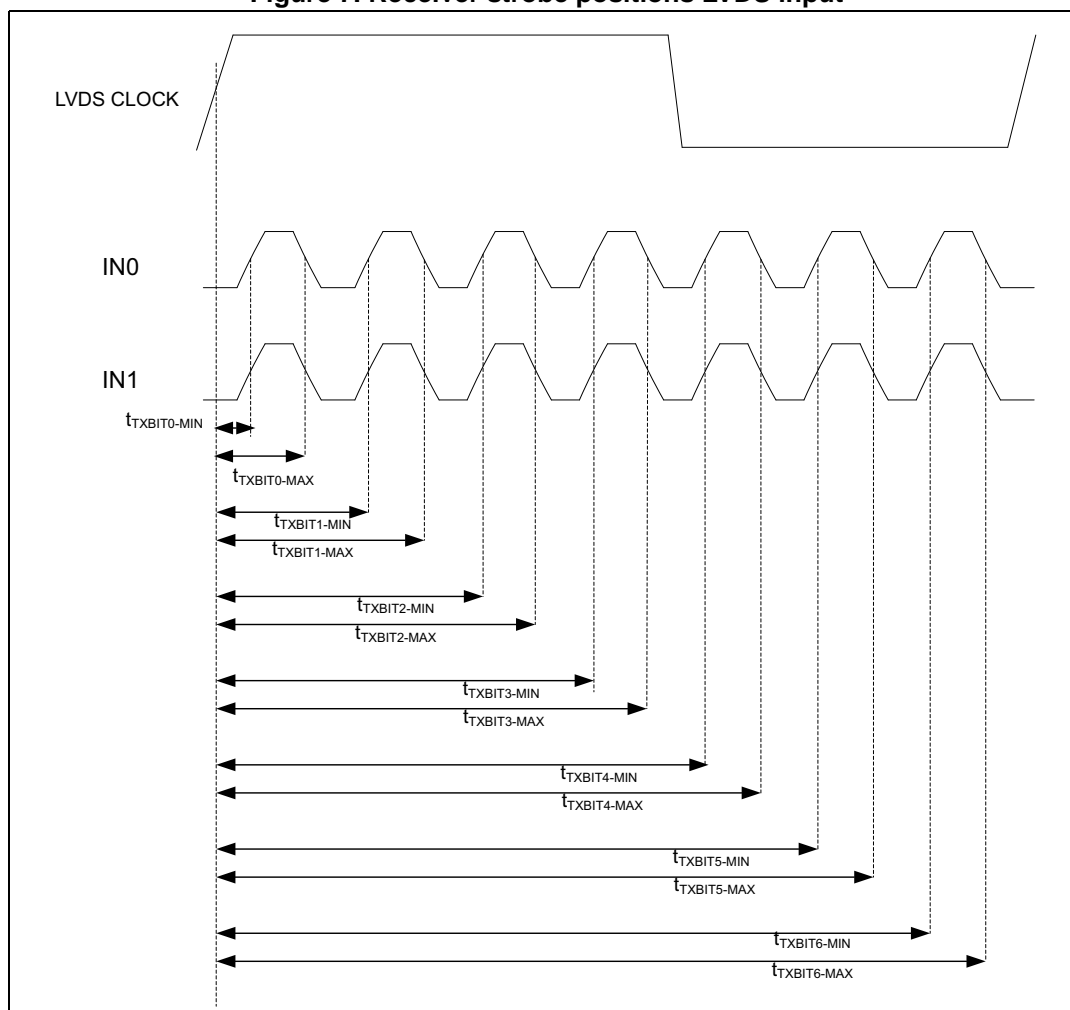 Figure Receiver strobe positions LVDS input
LVDS CLOCK
IN0
IN1
tTXBIT0-MIN
tTXBIT0-MAX
tTXBIT1-MIN
tTXBIT1-MAX
tTXBIT2-MIN
tTXBIT2-MAX
tTXBIT3-MIN
tTXBIT3-MAX
tTXBIT4-MIN
tTXBIT4-MAX
tTXBIT5-MIN
tTXBIT5-MAX
tTXBIT6-MIN
tTXBIT6-MAX